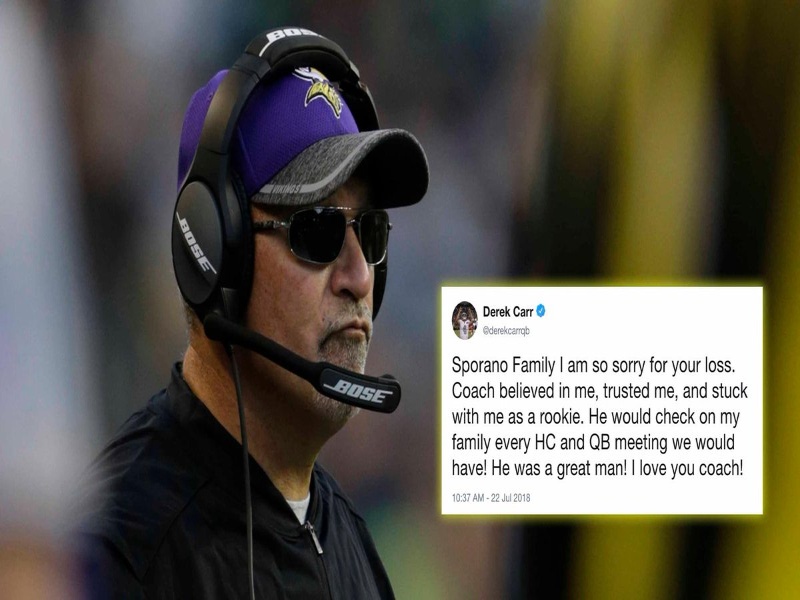 BOSE
VIKINGS
BOSE
BOSE
Derek Carr
@derekcarrqb
Sporano Family I am so sorry for your loss.
Coach believed in me, trusted me, and stuck
with me as a rookie. He would check on my
family every HC and QB meeting we would
have! He was a great man! I love you coach!
10:37 AM - 22 Jul 2018